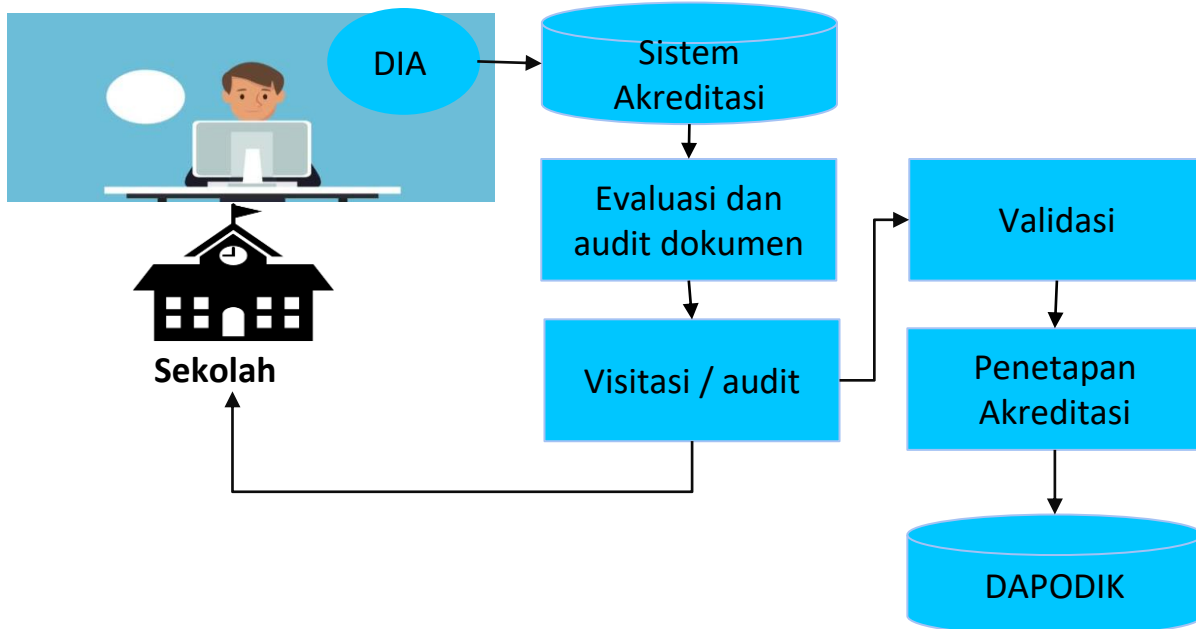 DIA
Sistem
Akreditasi
Evaluasi dan
audit dokumen
Validasi
Sekolah
Visitasi / audit
Penetapan
Akreditasi
DAPODIK